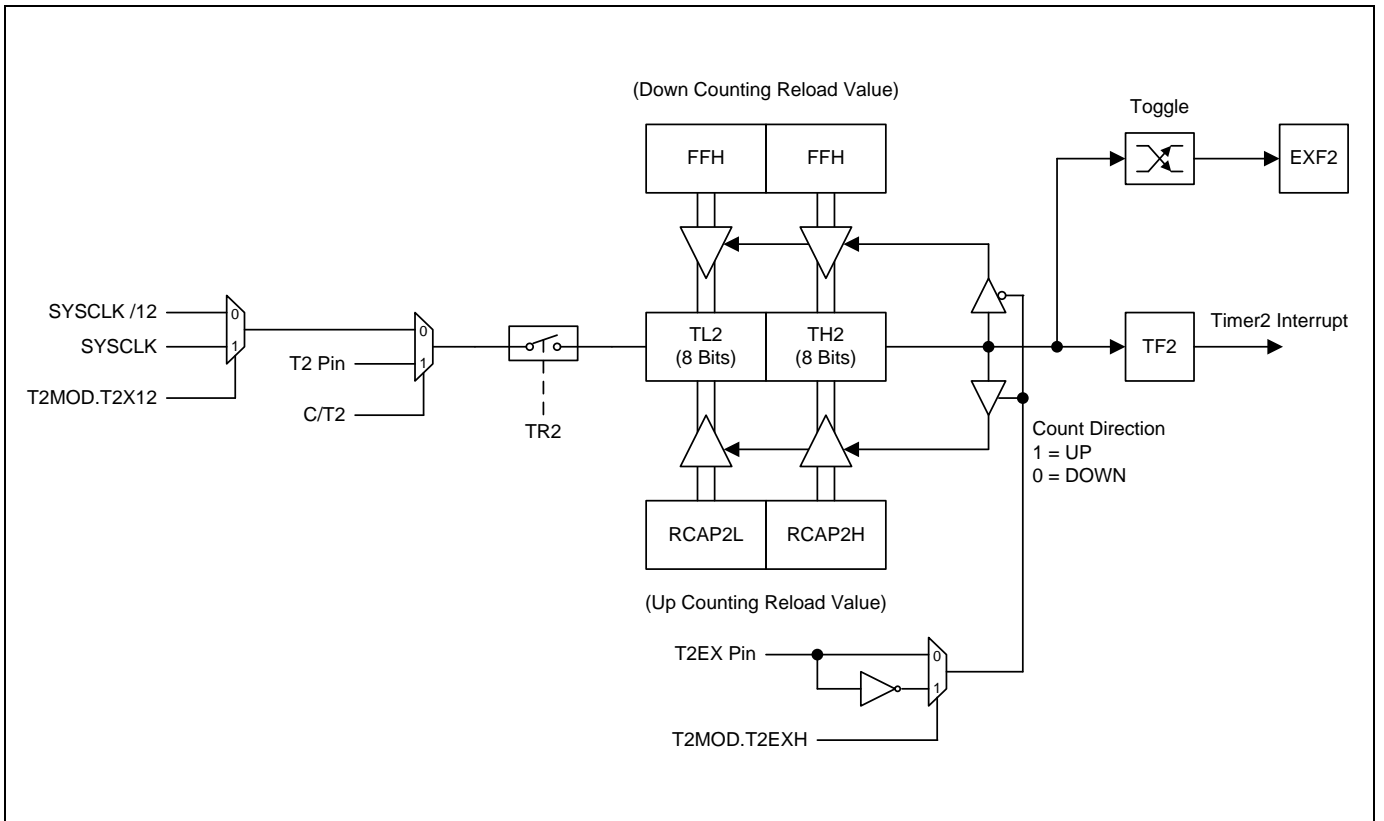 (Down Counting Reload Value)
Toggle
FFH
FFH
EXF2
SYSCLK /12
0
SYSCLK
1
T2MOD.T2X12
0
T2 Pin
1
C/T2
TR2
TL2
(8 Bits)
TH2
(8 Bits)
TF2
Timer2 Interrupt
Count Direction
1 = UP
0 = DOWN
RCAP2L
RCAP2H
(Up Counting Reload Value)
T2EX Pin
0
1
T2MOD.T2EXH